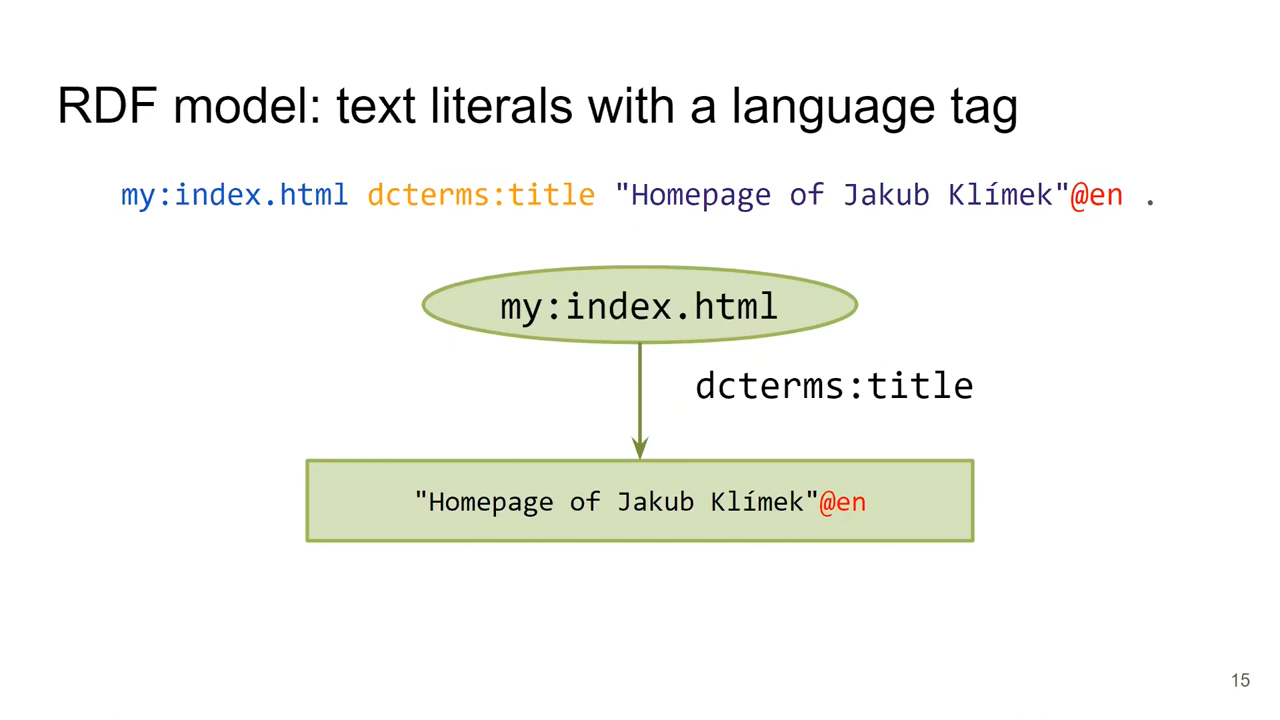 RDF model: text literals with a language tag
my:index.html dcterms:title "Homepage of Jakub Klímek"@en .
my:index.html
dcterms:title
"Homepage of Jakub Klímek"@en
15